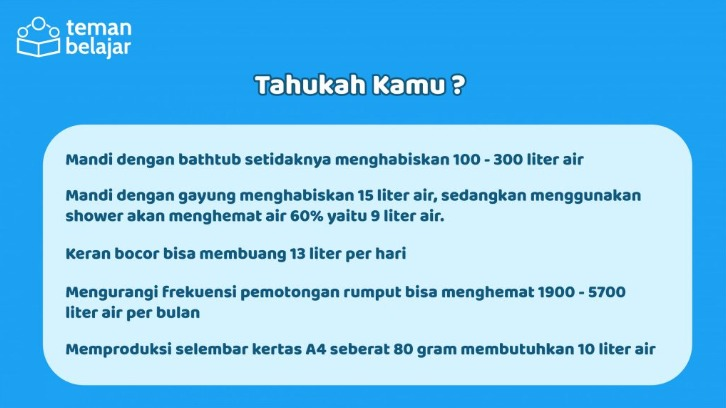 teman
belajar
Tahukah Kamu ?
Mandi dengan bathtub setidaknya menghabiskan 100 - 300 liter air
Mandi dengan gayung menghabiskan 15 liter air, sedangkan menggunakan
shower akan menghemat air 60% yaitu 9 liter air.
Keran bocor bisa membuang 13 liter per hari
Mengurangi frekuensi pemotongan rumput bisa menghemat 1900 - 5700
liter air per bulan
Memproduksi selembar kertas A4 seberat 80 gram membutuhkan 10 liter air